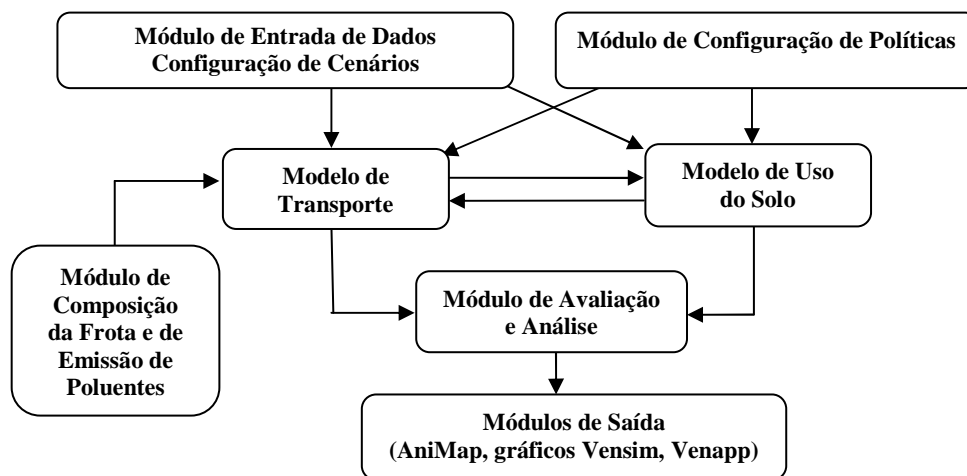 Módulo de Entrada de Dados
Configuração de Cenários
Módulo de Configuração de Políticas
Modelo de
Transporte
Modelo de Uso
do Solo
Módulo de
Composição
da Frota e de
Emissão de
Poluentes
Módulo de Avaliação
e Análise
Módulos de Saída
(AniMap, gráficos Vensim, Venapp)